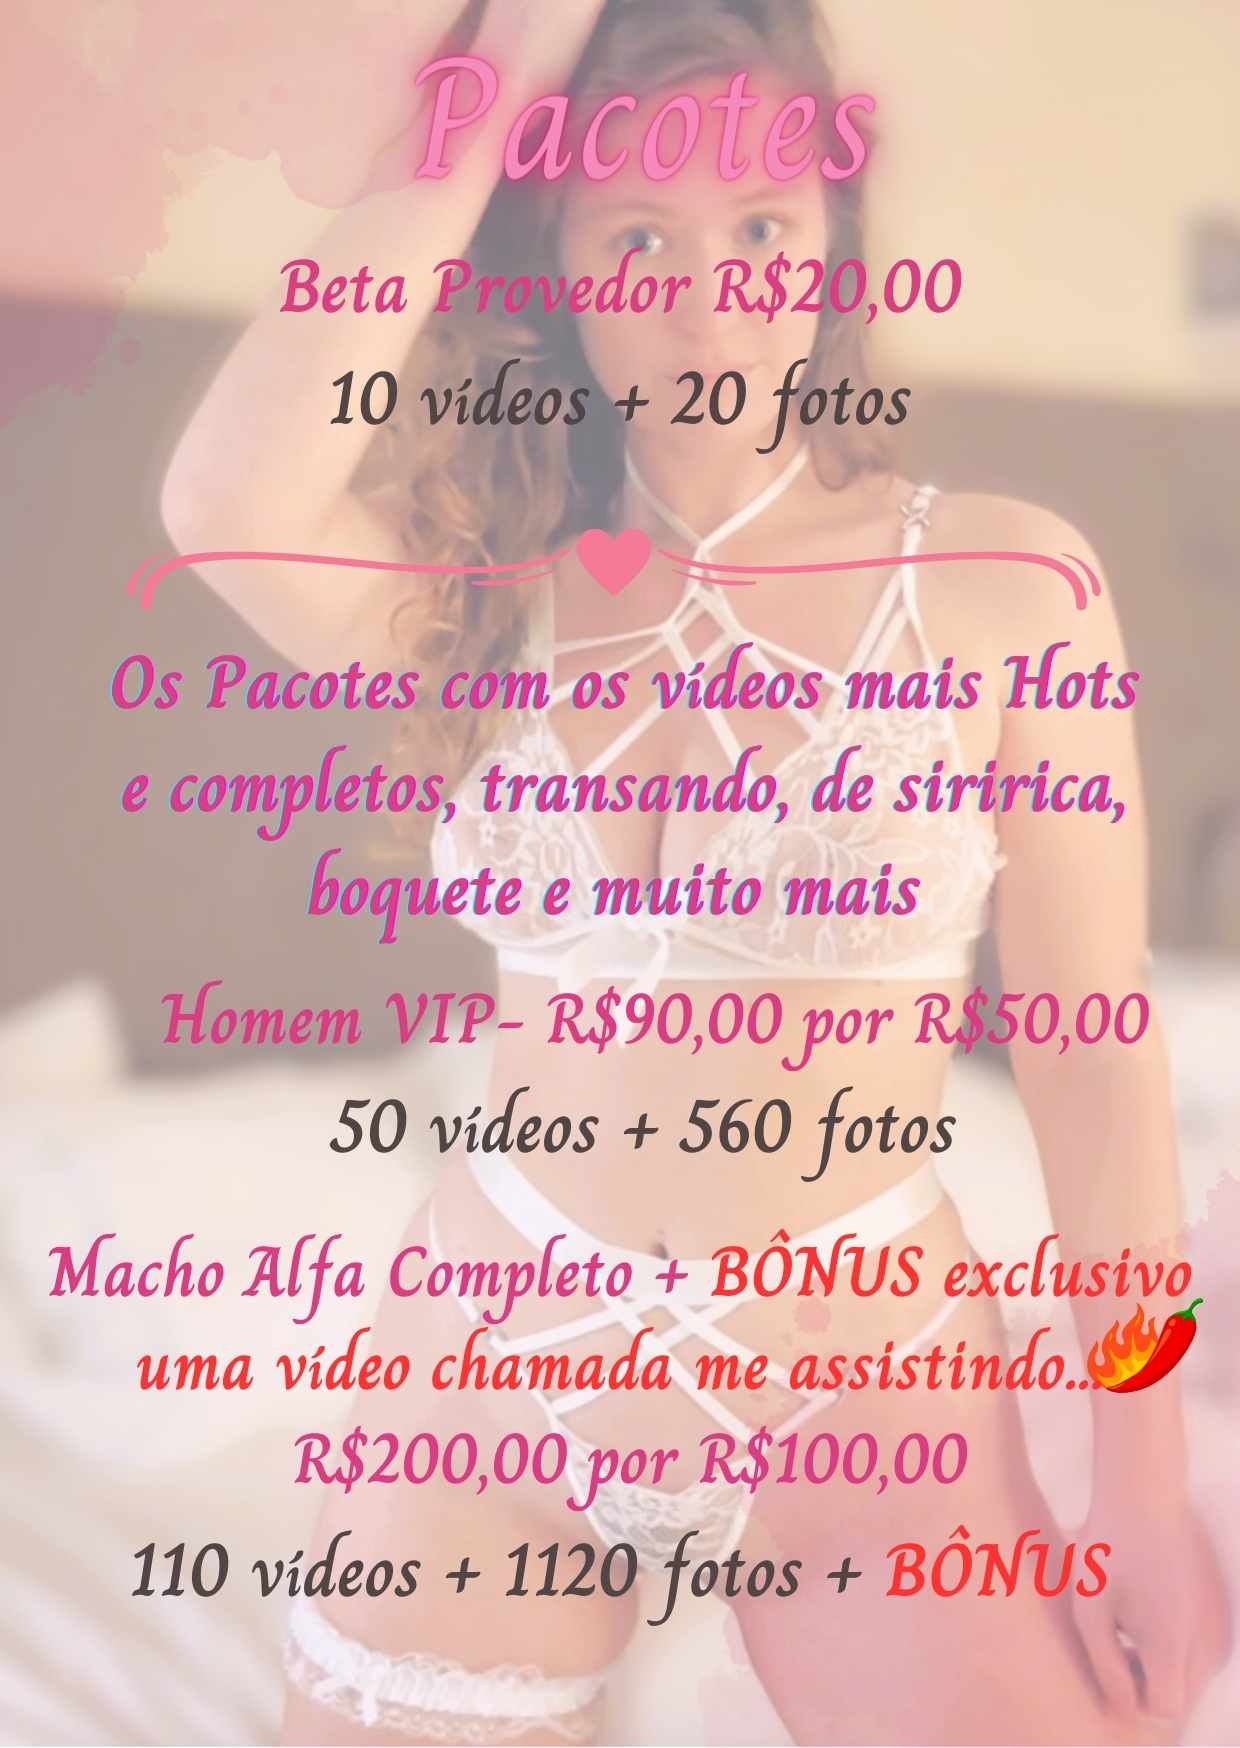 Pacotes
Beta Provedor R$20,00
10 vídeos + 20 fotos
Os Pacotes com os vídeos mais Hots
e completos, transando, de siririca,
boquete e muito mais
Homem VIP- R$90,00 por R$50,00
50 vídeos + 560 fotos
Macho Alfa Completo + BÔNUS exclusivo
uma vídeo chamada me assistindo...
R$200,00 por R$100,00
110 vídeos + 1120 fotos + BÔNUS